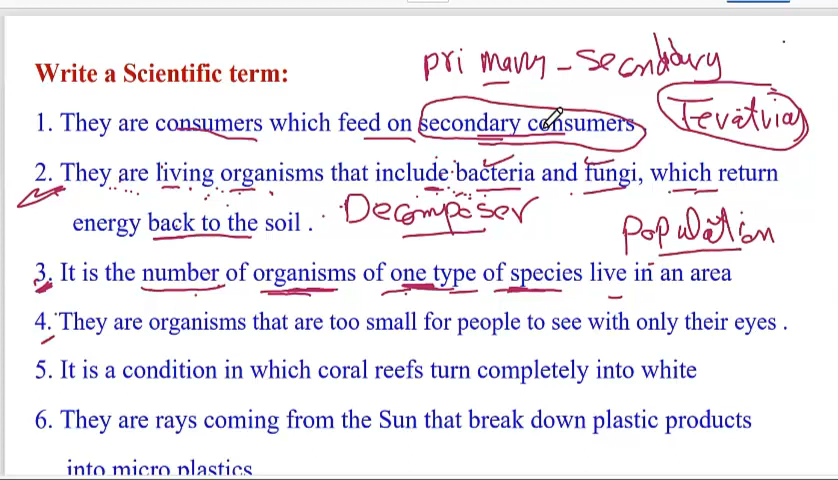 primary - Secondary
Write a Scientific term:
1. They are consumers which feed on secondary consumers
Tevatviay
2. They are living organisms that include bacteria and fungi, which return
energy back to the soil .
Decomposer
Population
3. It is the number of organisms of one type of species live in an area
4. They are organisms that are too small for people to see with only their eyes .
5. It is a condition in which coral reefs turn completely into white
6. They are rays coming from the Sun that break down plastic products
into micro plastics